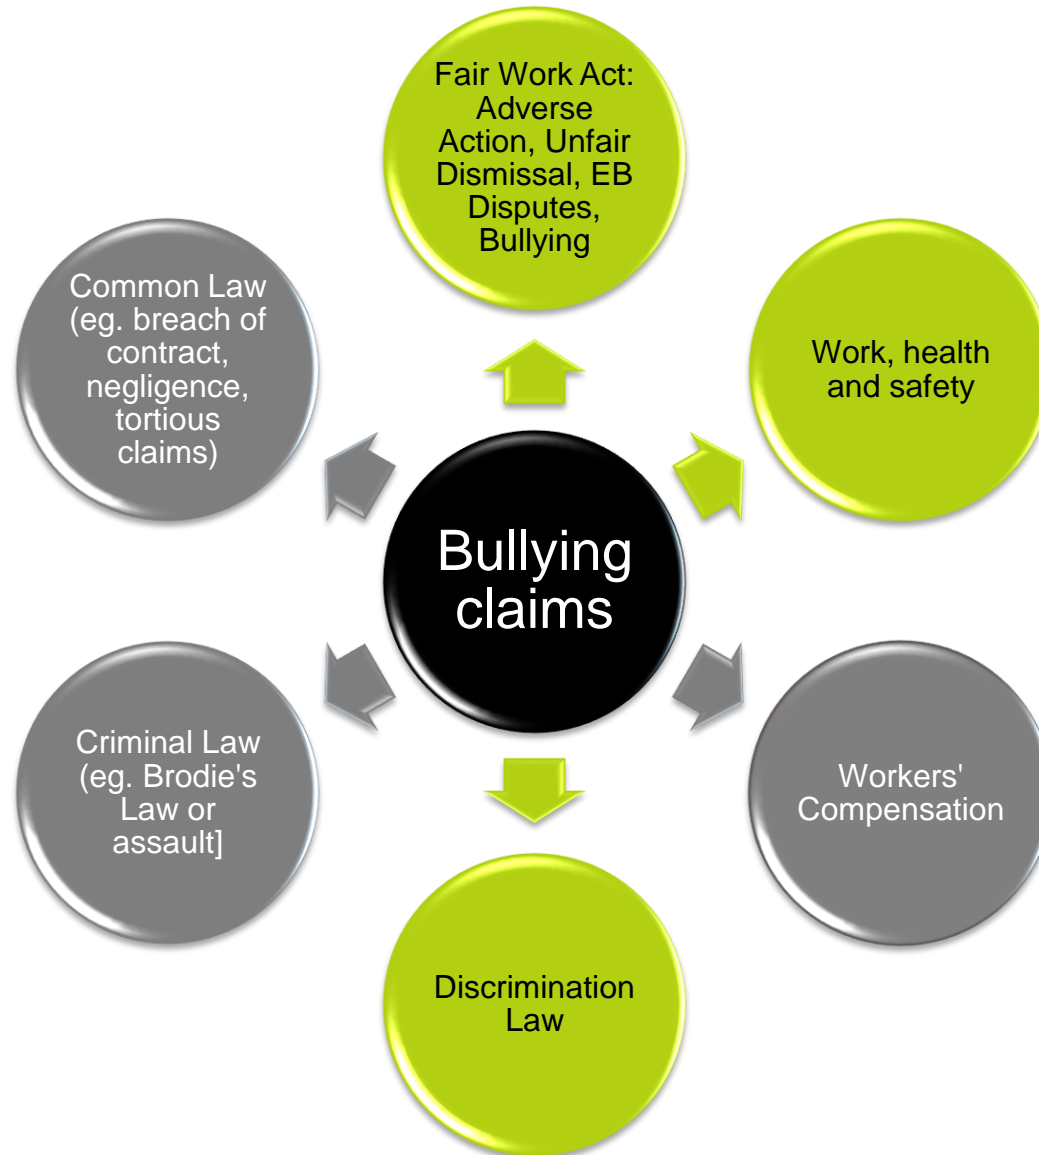 Fair Work Act:
Adverse
Action, Unfair
Dismissal, EB
Disputes,
Bullying
Common Law
(eg. breach of
contract,
negligence,
tortious
claims)
Work, health
and safety
Bullying
claims
Criminal Law
(eg. Brodie's
Law or
assault]
Workers'
Compensation
Discrimination
Law